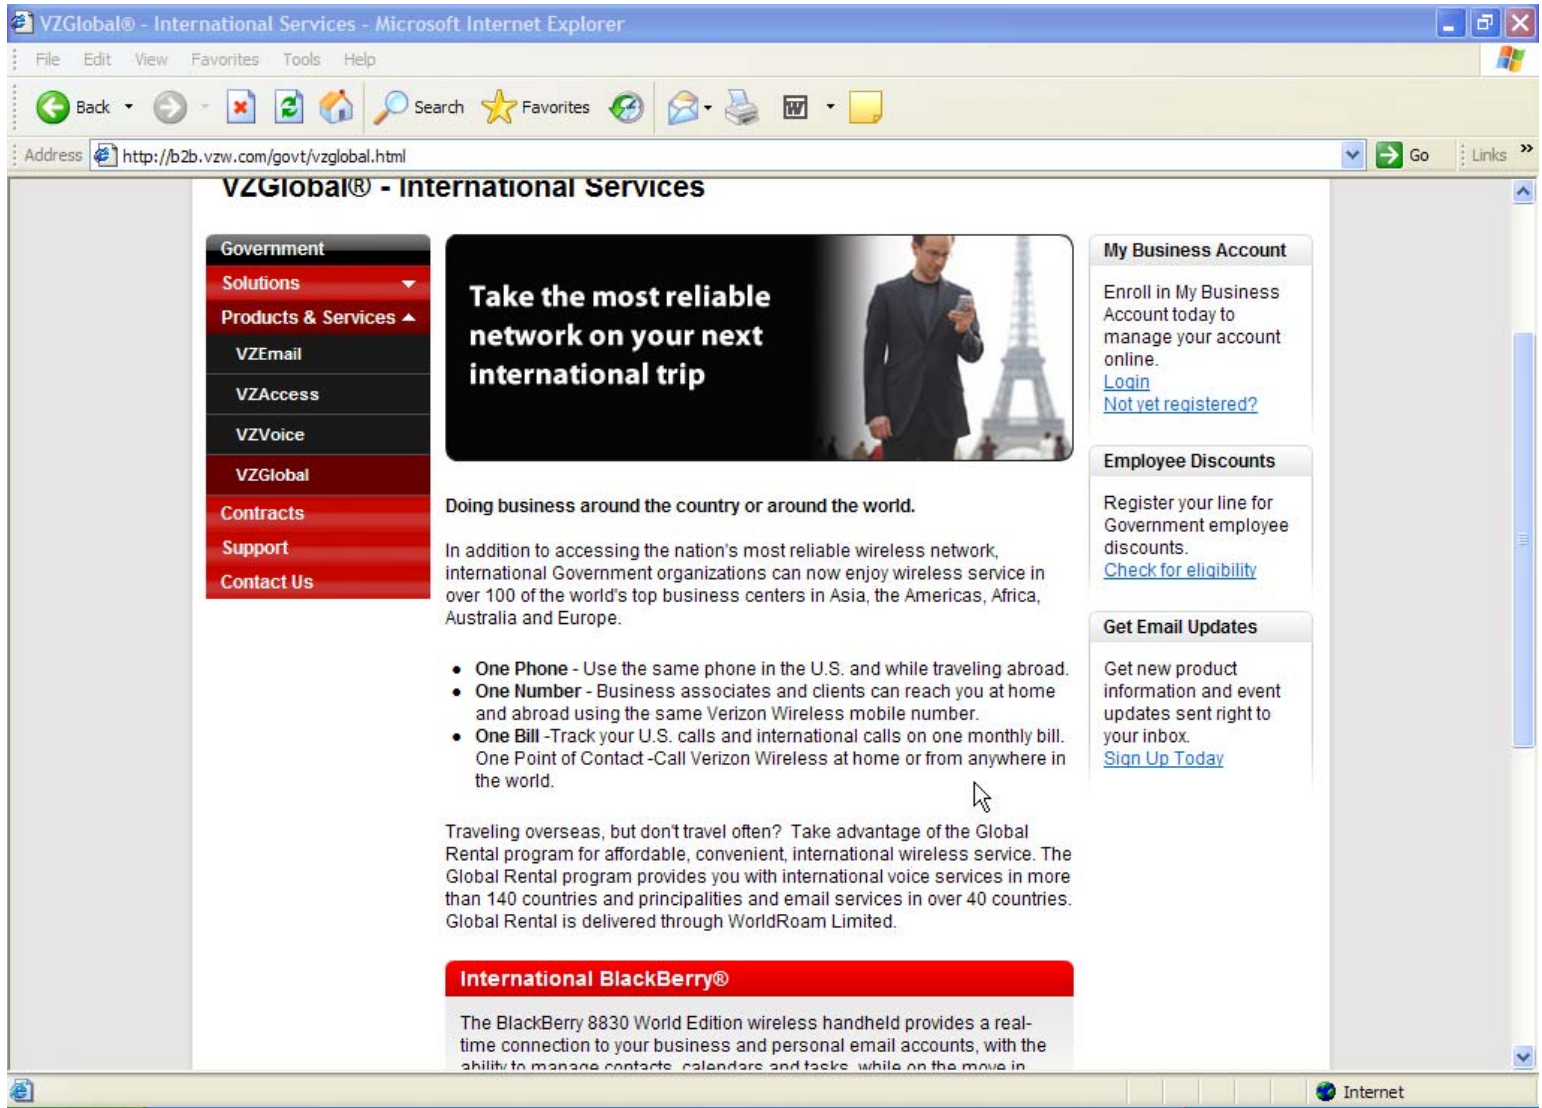 VZGlobal® - International Services - Microsoft Internet Explorer
File Edit View Favorites Tools Help
Back Search Favorites
Address http://b2b.vzw.com/govt/vzglobal.html Go Links »
VZGlobal® - International Services
Government
Solutions
Products & Services
VZEmail
VZAccess
VZVoice
VZGlobal
Contracts
Support
Contact Us
Take the most reliable
network on your next
international trip
Doing business around the country or around the world.
In addition to accessing the nation's most reliable wireless network,
international Government organizations can now enjoy wireless service in
over 100 of the world's top business centers in Asia, the Americas, Africa,
Australia and Europe.
• One Phone - Use the same phone in the U.S. and while traveling abroad.
• One Number - Business associates and clients can reach you at home
and abroad using the same Verizon Wireless mobile number.
• One Bill -Track your U.S. calls and international calls on one monthly bill.
One Point of Contact -Call Verizon Wireless at home or from anywhere in
the world.
Traveling overseas, but don't travel often? Take advantage of the Global
Rental program for affordable, convenient, international wireless service. The
Global Rental program provides you with international voice services in more
than 140 countries and principalities and email services in over 40 countries.
Global Rental is delivered through WorldRoam Limited.
International BlackBerry®
The BlackBerry 8830 World Edition wireless handheld provides a real-
time connection to your business and personal email accounts, with the
ability to manage contacts, calendars and tasks, while on the move in
My Business Account
Enroll in My Business
Account today to
manage your account
online.
Login
Not yet registered?
Employee Discounts
Register your line for
Government employee
discounts.
Check for eligibility
Get Email Updates
Get new product
information and event
updates sent right to
your inbox.
Sign Up Today
Internet